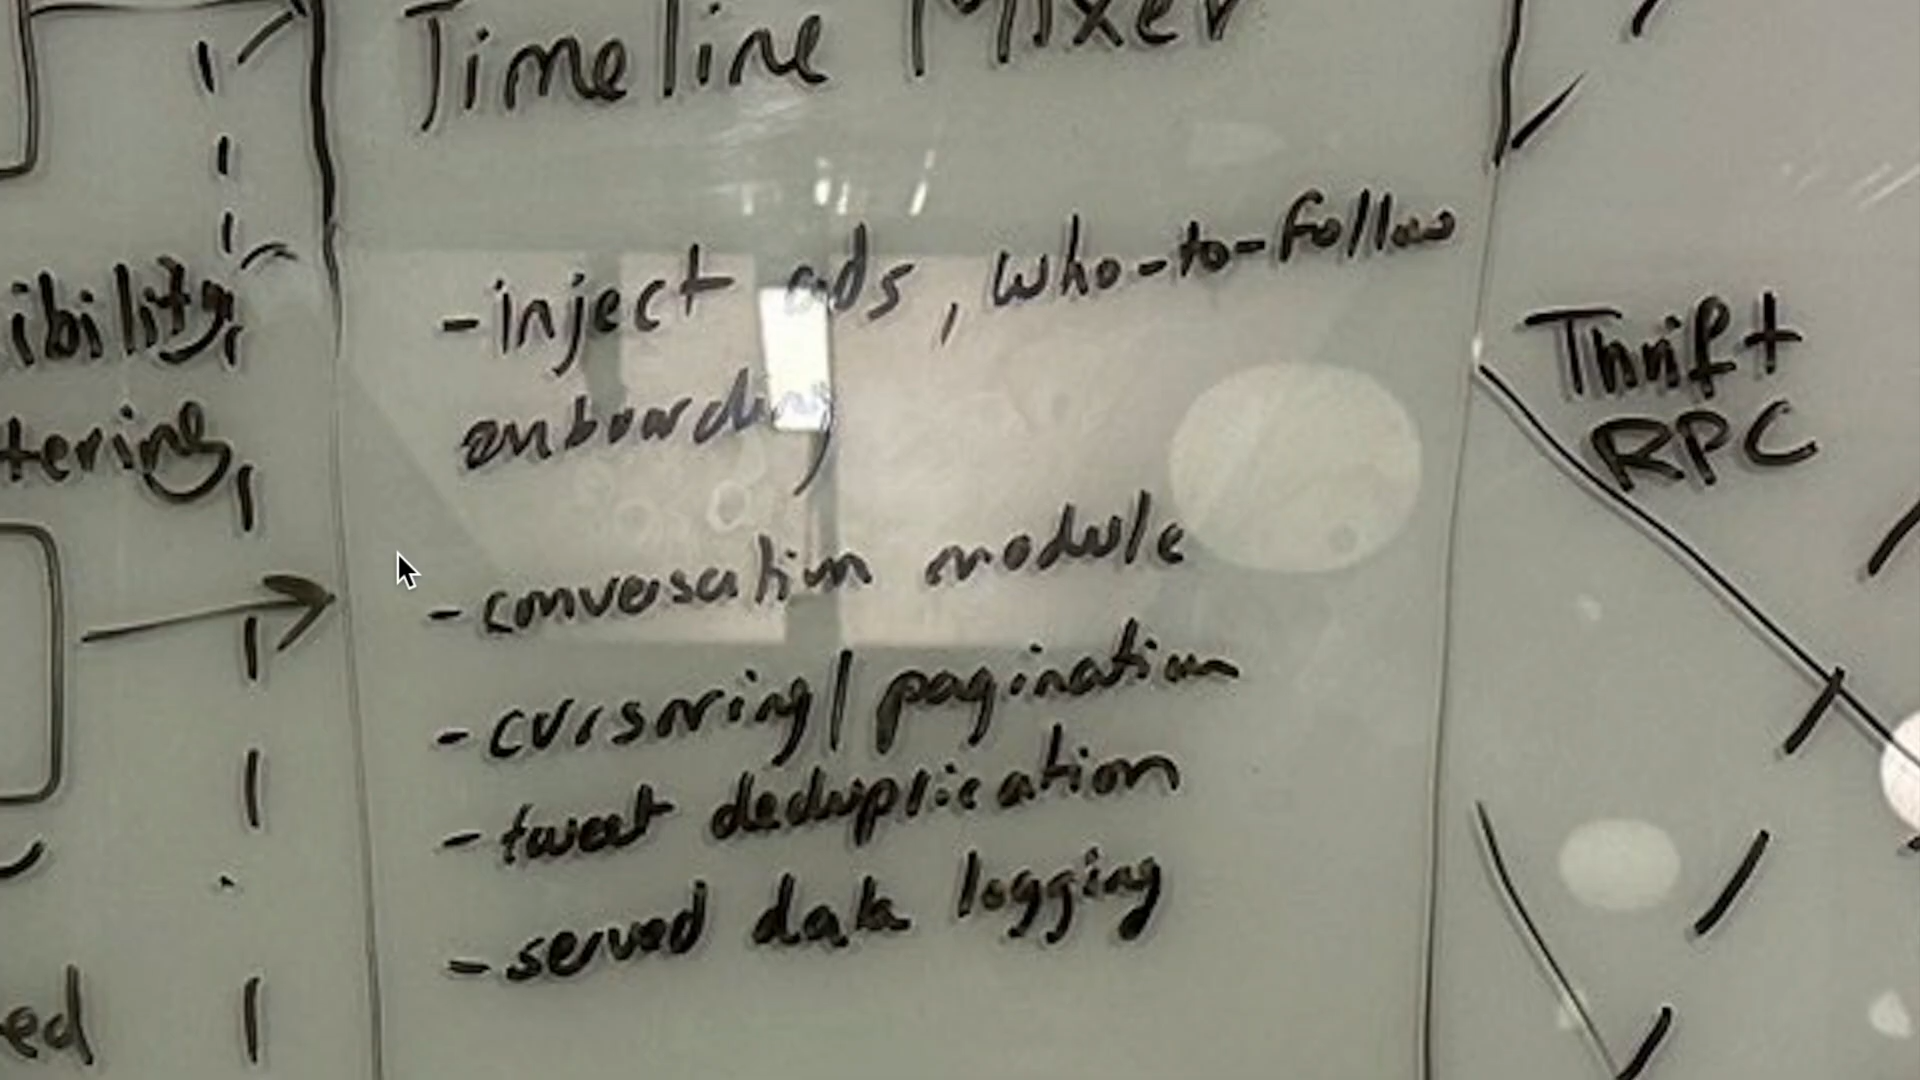 Timeline Mixer
- inject ads, who-to-follow
onboarding
- conversation module
- cursoring/pagination
- tweet deduplication
- served data logging
ibility
tering
ed
Thrift
RPC